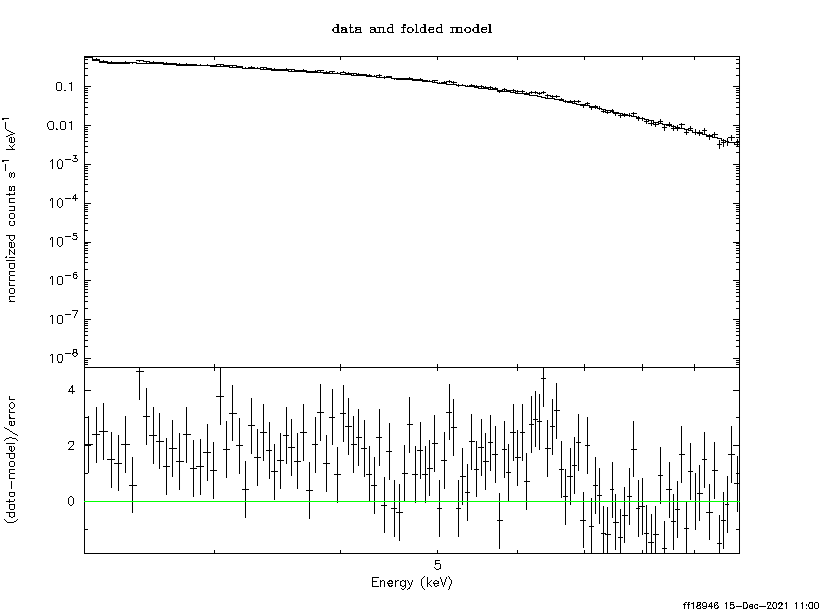 data and folded model
normalized counts s⁻¹ keV⁻¹
0.1
0.01
10⁻³
10⁻⁴
10⁻⁵
10⁻⁶
10⁻⁷
10⁻⁸
(data−model)/error
4
2
0
5
Energy (keV)
ff18946 15−Dec−2021 11:00